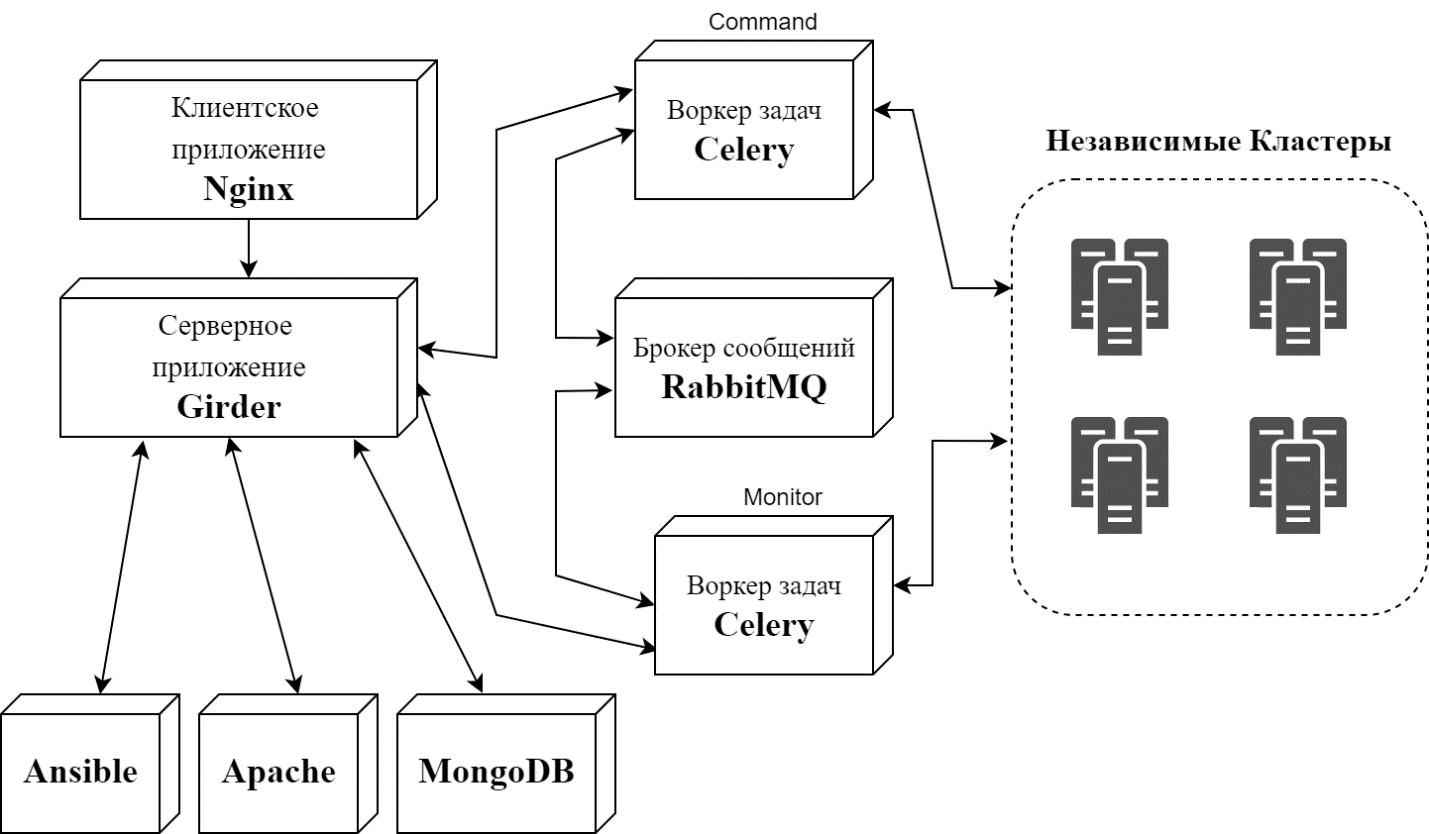 Command
Клиентское
приложение
Nginx
Воркер задач
Celery
Независимые Кластеры
Серверное
приложение
Girder
Брокер сообщений
RabbitMQ
Monitor
Воркер задач
Celery
Ansible
Apache
MongoDB